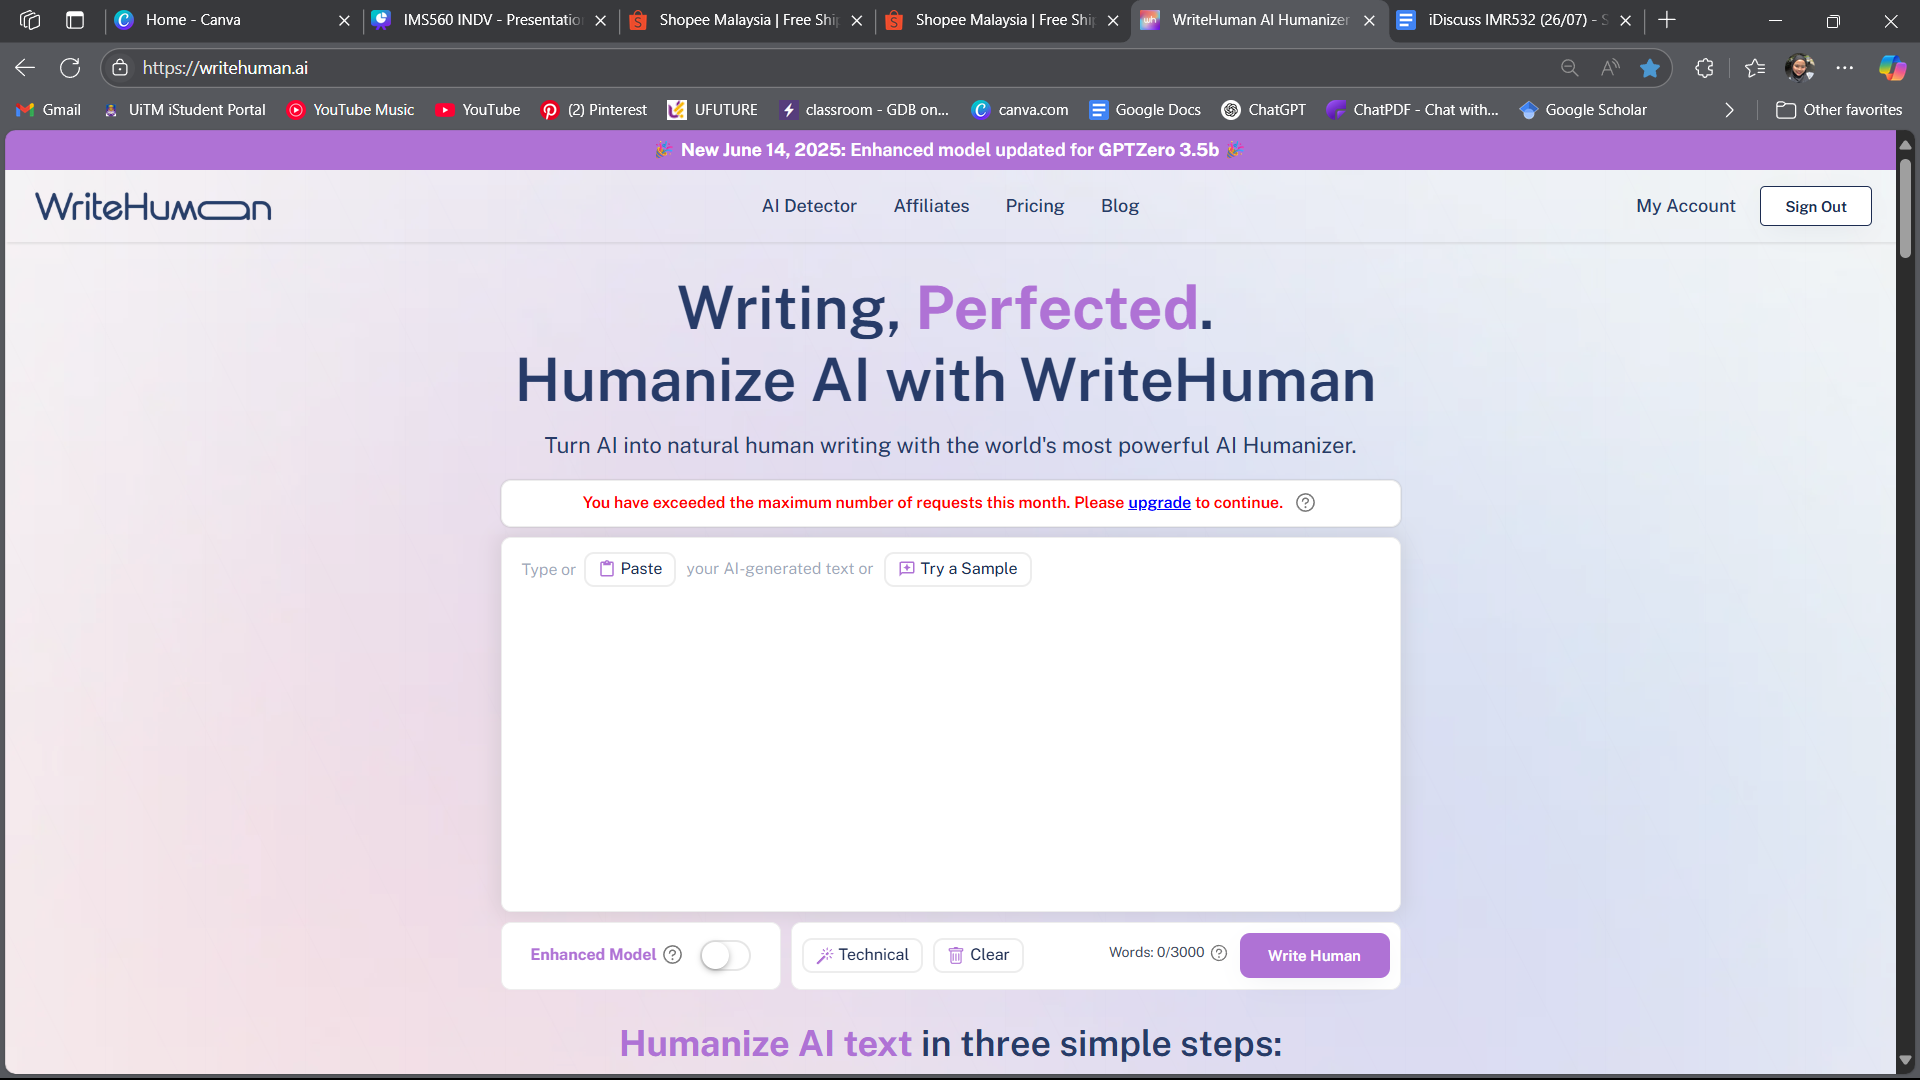 Home - Canva
IMS560 INDV - Presentatio
Shopee Malaysia | Free Ship
Shopee Malaysia | Free Ship
WriteHuman AI Humanizer
iDiscuss IMR532 (26/07) - S
https://writehuman.ai
Gmail
UiTM iStudent Portal
YouTube Music
YouTube
(2) Pinterest
UFUTURE
classroom - GDB on...
canva.com
Google Docs
ChatGPT
ChatPDF - Chat with...
Google Scholar
Other favorites
🎉 New June 14, 2025: Enhanced model updated for GPTZero 3.5b 🎉
WriteHuman
AI Detector
Affiliates
Pricing
Blog
My Account
Sign Out
Writing, Perfected.
Humanize AI with WriteHuman
Turn AI into natural human writing with the world's most powerful AI Humanizer.
You have exceeded the maximum number of requests this month. Please upgrade to continue.
Type or Paste your AI-generated text or Try a Sample
Enhanced Model
Technical
Clear
Words: 0/3000
Write Human
Humanize AI text in three simple steps: